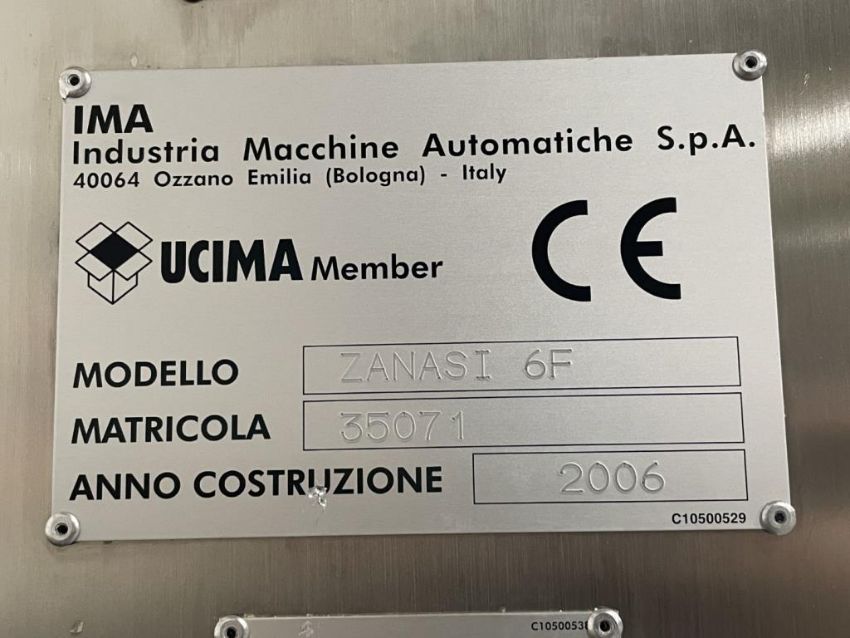 IMA
Industria Macchine Automatiche S.p.A.
40064 Ozzano Emilia (Bologna) - Italy
UCIMA Member CE
MODELLO ZANASI 6F
MATRICOLA 35071
ANNO COSTRUZIONE 2006
C10500529
C10500538